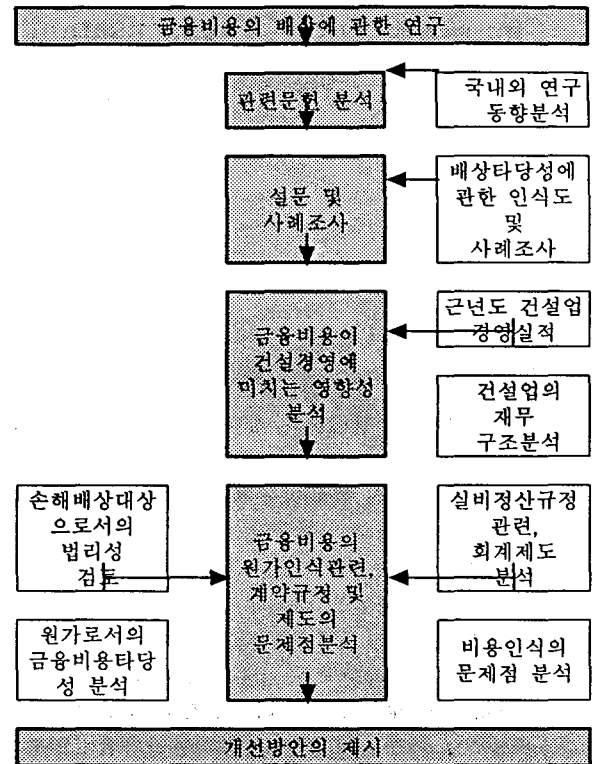 금융비용의 배상에 관한 연구
관련문헌 분석
국내외 연구
동향분석
설문 및
사례조사
배상타당성에
관한 인식도
및
사례조사
금융비용이
건설경영에
미치는 영향성
분석
근년도 건설업
경영실적
건설업의
재무
구조분석
손해배상대상
으로서의
법리성
검토
원가로서의
금융비용타당
성 분석
금융비용의
원가인식관련,
계약규정 및
제도의
문제점분석
실비정산규정
관련,
회계제도
분석
비용인식의
문제점 분석
개선방안의 제시